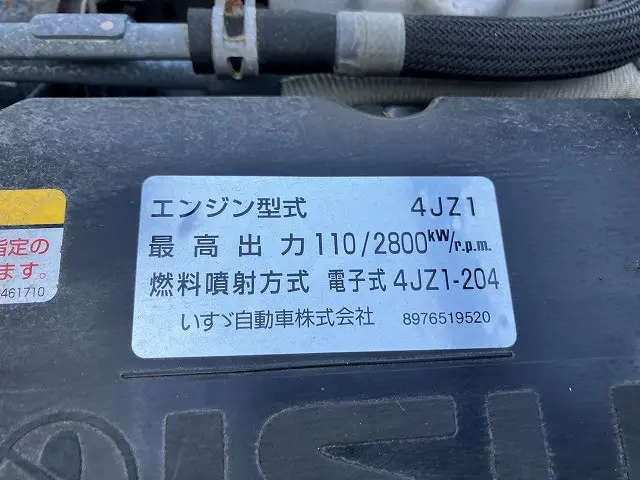 エンジン型式 4JZ1
最高出力 110/2800kW/r.p.m.
燃料噴射方式 電子式 4JZ1-204
いすゞ自動車株式会社 8976519520
指定の
ます。
461710
ISU